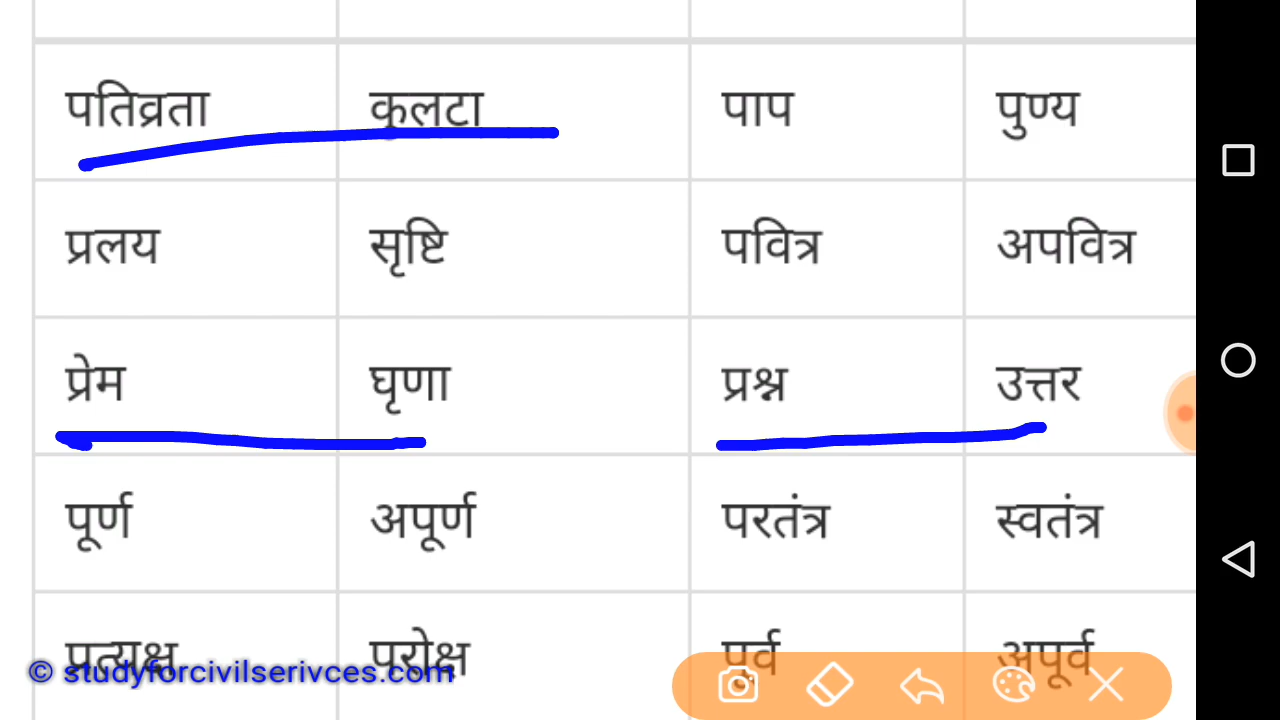 पतिव्रता कुलटा पाप पुण्य
प्रलय सृष्टि पवित्र अपवित्र
प्रेम घृणा प्रश्न उत्तर
पूर्ण अपूर्ण परतंत्र स्वतंत्र
प्रत्यक्ष परोक्ष पूर्व अपूर्व
© studyforcivilserivces.com